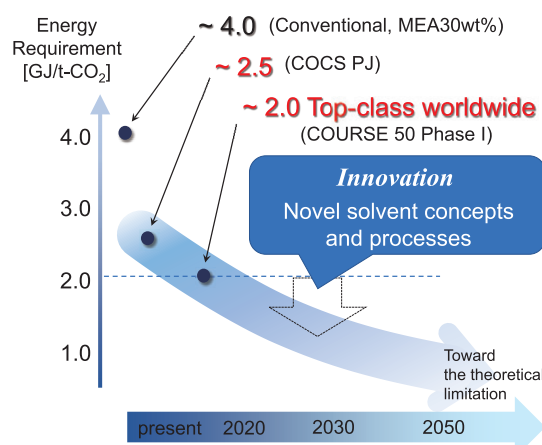 Energy
Requirement
[GJ/t-CO₂]
~ 4.0 (Conventional, MEA30wt%)
~ 2.5 (COCS PJ)
~ 2.0 Top-class worldwide
(COURSE 50 Phase I)
4.0
3.0
2.0
1.0
Innovation
Novel solvent concepts
and processes
Toward
the theoretical
limitation
present 2020 2030 2050